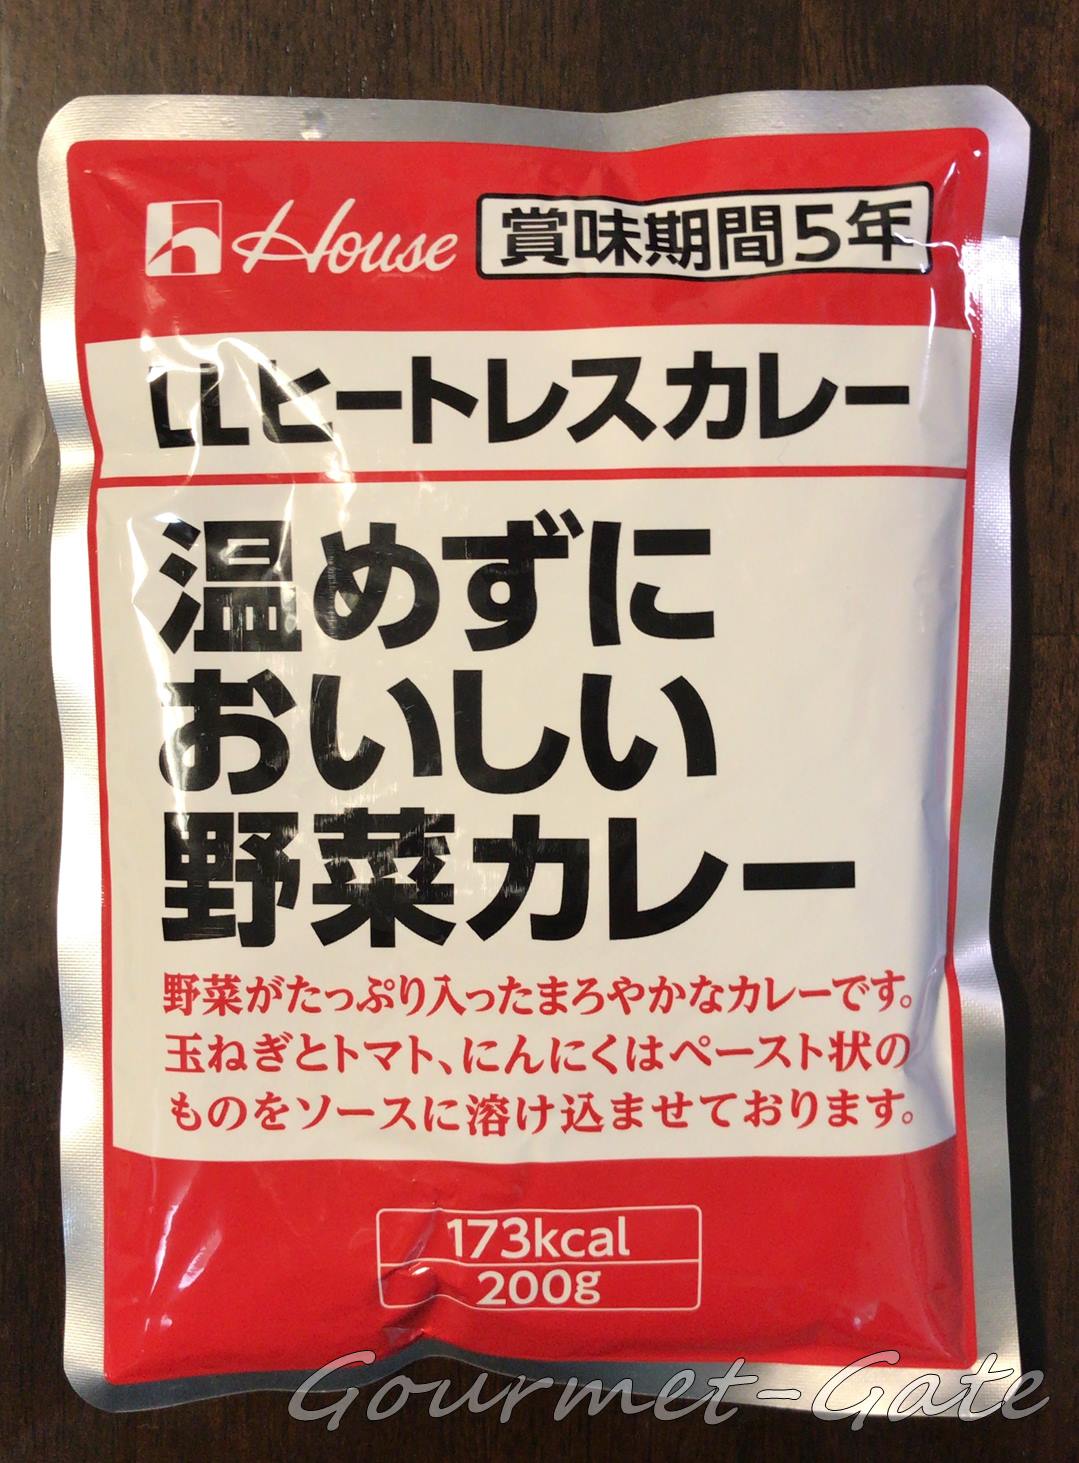 House 賞味期間5年
LLヒートレスカレー
温めずに
おいしい
野菜カレー
野菜がたっぷり入ったまろやかなカレーです。
玉ねぎとトマト、にんにくはペースト状の
ものをソースに溶け込ませております。
173kcal
200g
Gourmet-Gate